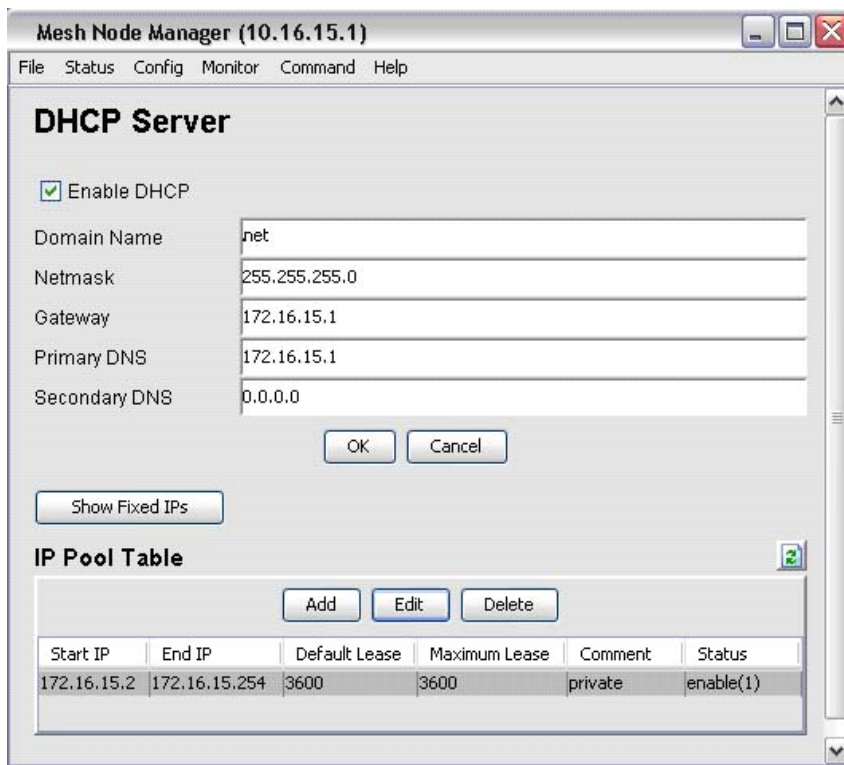 Mesh Node Manager (10.16.15.1)
File Status Config Monitor Command Help
DHCP Server
Enable DHCP
Domain Name .net
Netmask 255.255.255.0
Gateway 172.16.15.1
Primary DNS 172.16.15.1
Secondary DNS 0.0.0.0
OK Cancel
Show Fixed IPs
IP Pool Table
Add Edit Delete
Start IP End IP Default Lease Maximum Lease Comment Status
172.16.15.2 172.16.15.254 3600 3600 private enable(1)